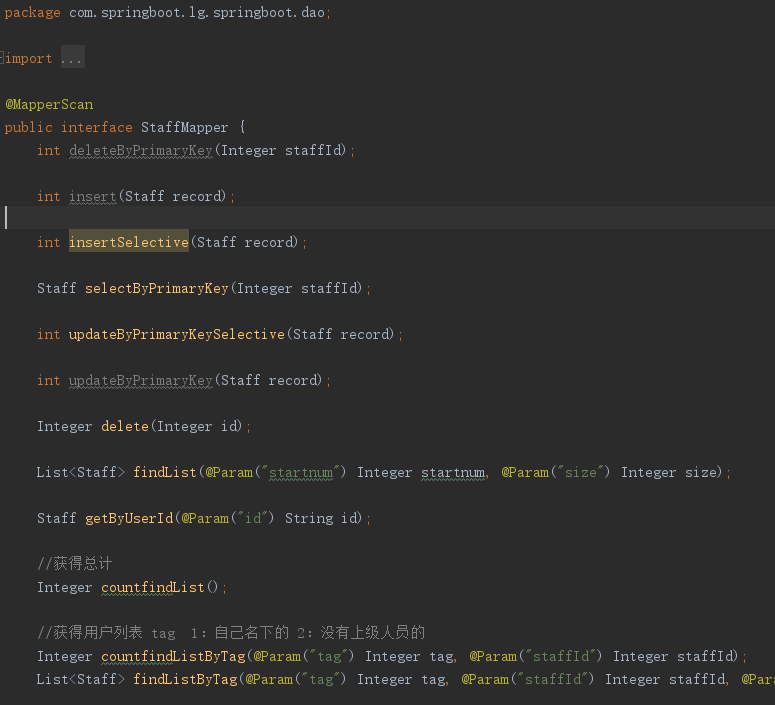 package com.springboot.lg.springboot.dao;
import ...
@MapperScan
public interface StaffMapper {
int deleteByPrimaryKey(Integer staffId);
int insert(Staff record);
int insertSelective(Staff record);
Staff selectByPrimaryKey(Integer staffId);
int updateByPrimaryKeySelective(Staff record);
int updateByPrimaryKey(Staff record);
Integer delete(Integer id);
List<Staff> findList(@Param("startnum") Integer startnum, @Param("size") Integer size);
Staff getByUserId(@Param("id") String id);
//获得总计
Integer countfindList();
//获得用户列表 tag 1：自己名下的 2：没有上级人员的
Integer countfindListByTag(@Param("tag") Integer tag, @Param("staffId") Integer staffId);
List<Staff> findListByTag(@Param("tag") Integer tag, @Param("staffId") Integer staffId,